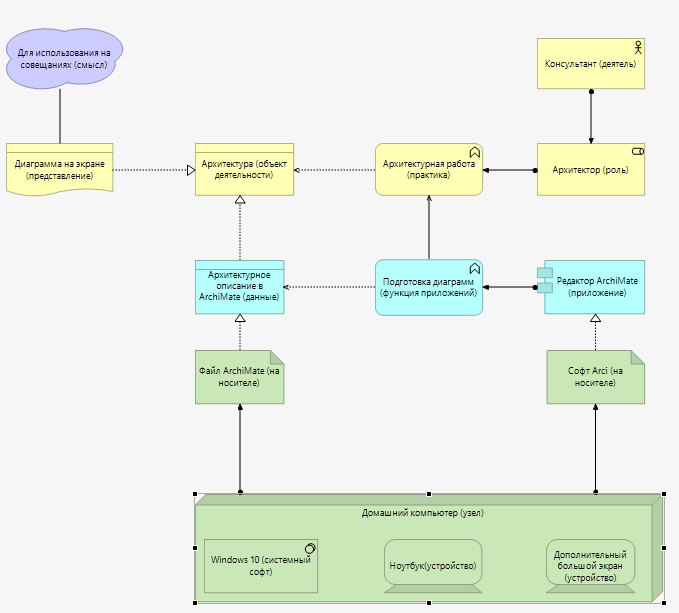 Для использования на
совещаниях (смысл)
Консультант (деятель)
Диаграмма на экране
(представление)
Архитектура (объект
деятельности)
Архитектурная работа
(практика)
Архитектор (роль)
Архитектурное
описание в
ArchiMate (данные)
Подготовка диаграмм
(функция приложений)
Редактор ArchiMate
(приложение)
Файл ArchiMate (на
носителе)
Софт Arci (на
носителе)
Домашний компьютер (узел)
Windows 10 (системный
софт)
Ноутбук(устройство)
Дополнительный
большой экран
(устройство)